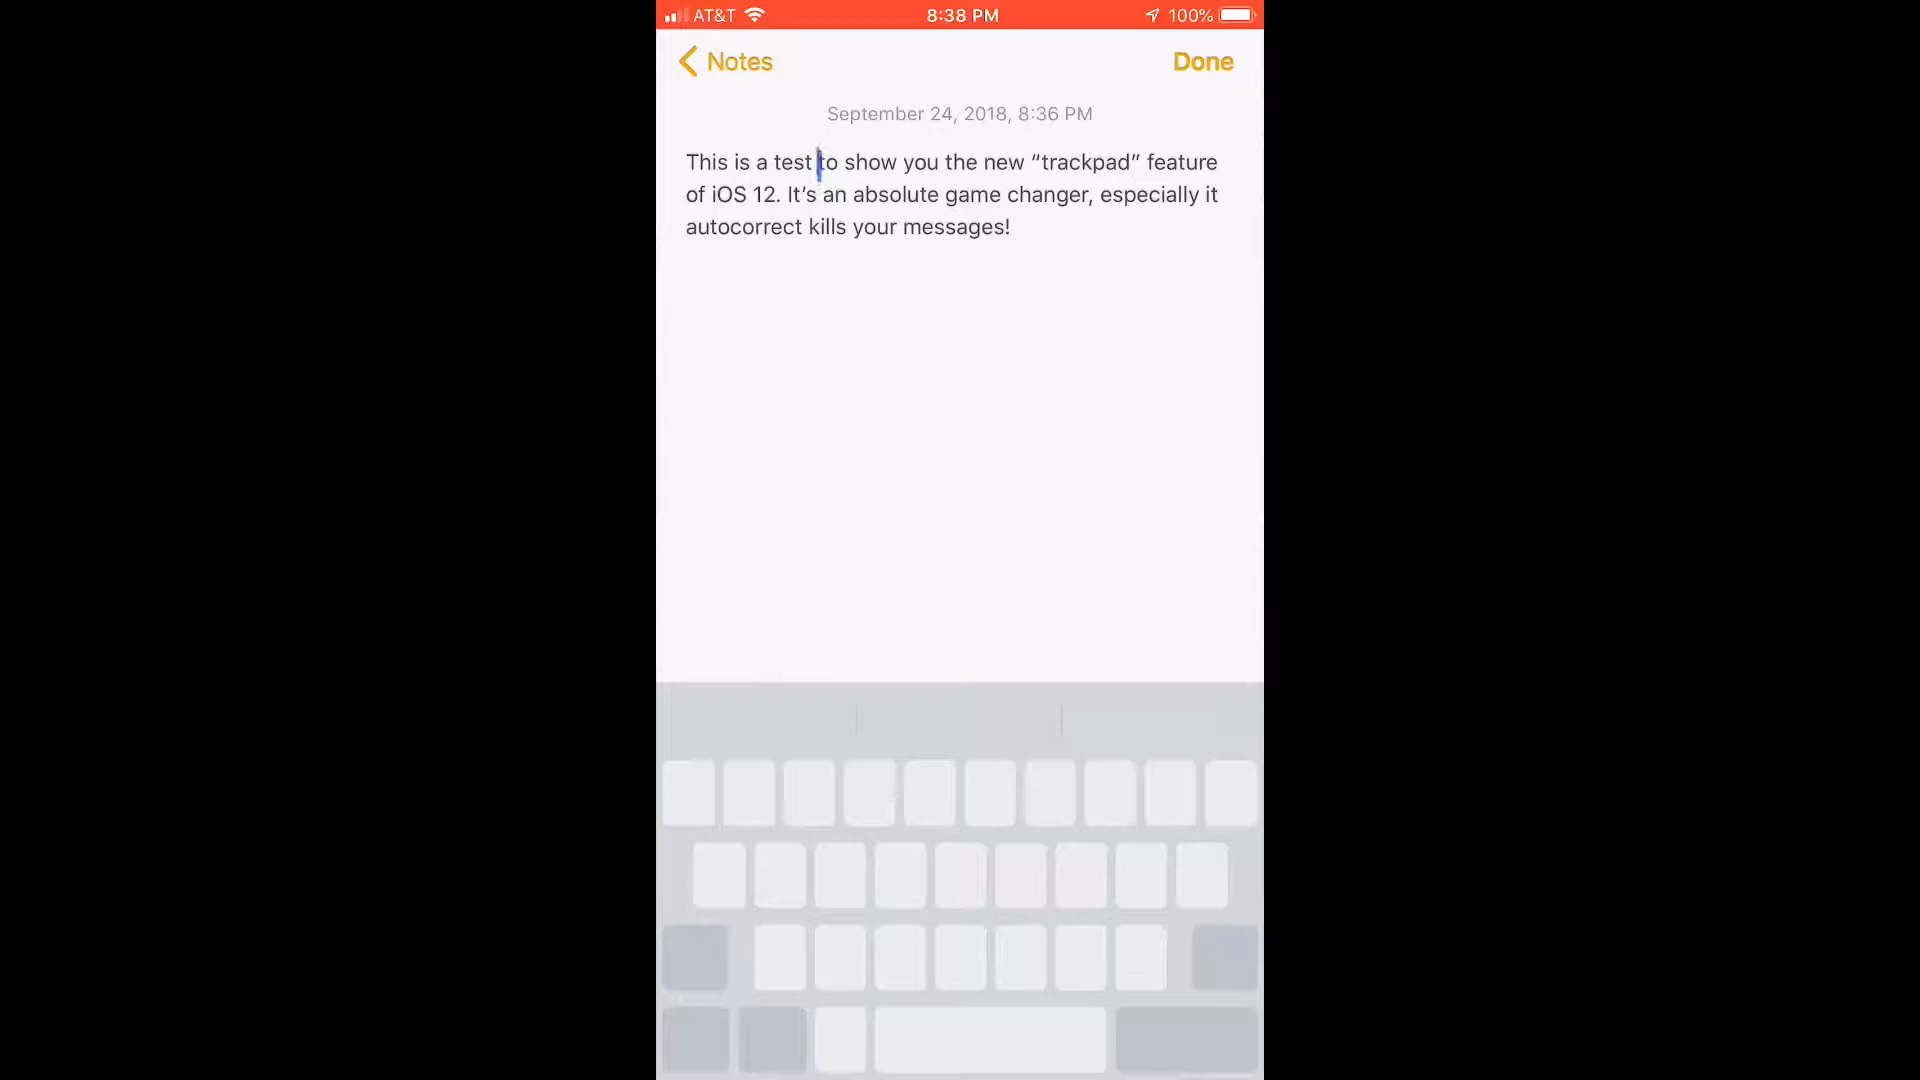 AT&T 8:38 PM 100%
Notes Done
September 24, 2018, 8:36 PM
This is a test to show you the new “trackpad” feature
of iOS 12. It’s an absolute game changer, especially it
autocorrect kills your messages!